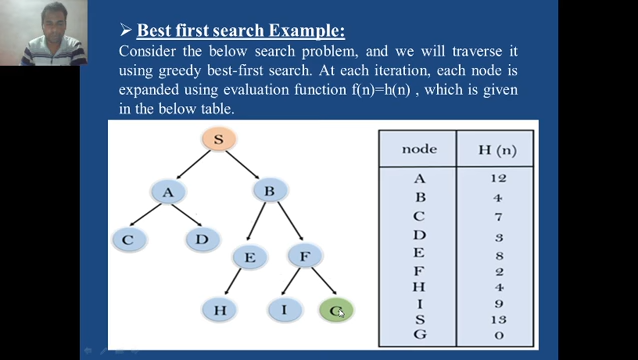 Best first search Example:
Consider the below search problem, and we will traverse it
using greedy best-first search. At each iteration, each node is
expanded using evaluation function f(n)=h(n) , which is given
in the below table.
S
A B
C D E F
H I G
node H (n)
A 12
B 4
C 7
D 3
E 8
F 2
H 4
I 9
S 13
G 0